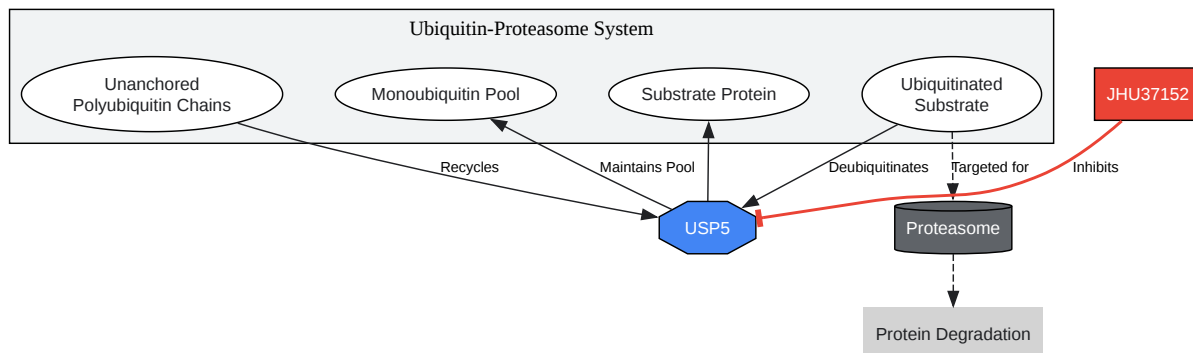 Ubiquitin-Proteasome System
Unanchored
Polyubiquitin Chains
Monoubiquitin Pool
Substrate Protein
Ubiquitinated
Substrate
JHU37152
Recycles
Maintains Pool
Deubiquitinates
Targeted for
Inhibits
USP5
Proteasome
Protein Degradation